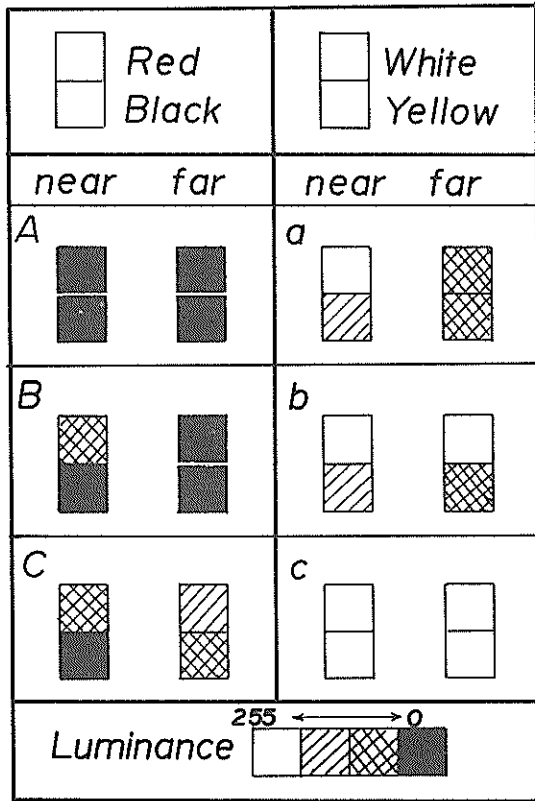 Red
Black
White
Yellow
near far near far
A a
B b
C c
255 0
Luminance